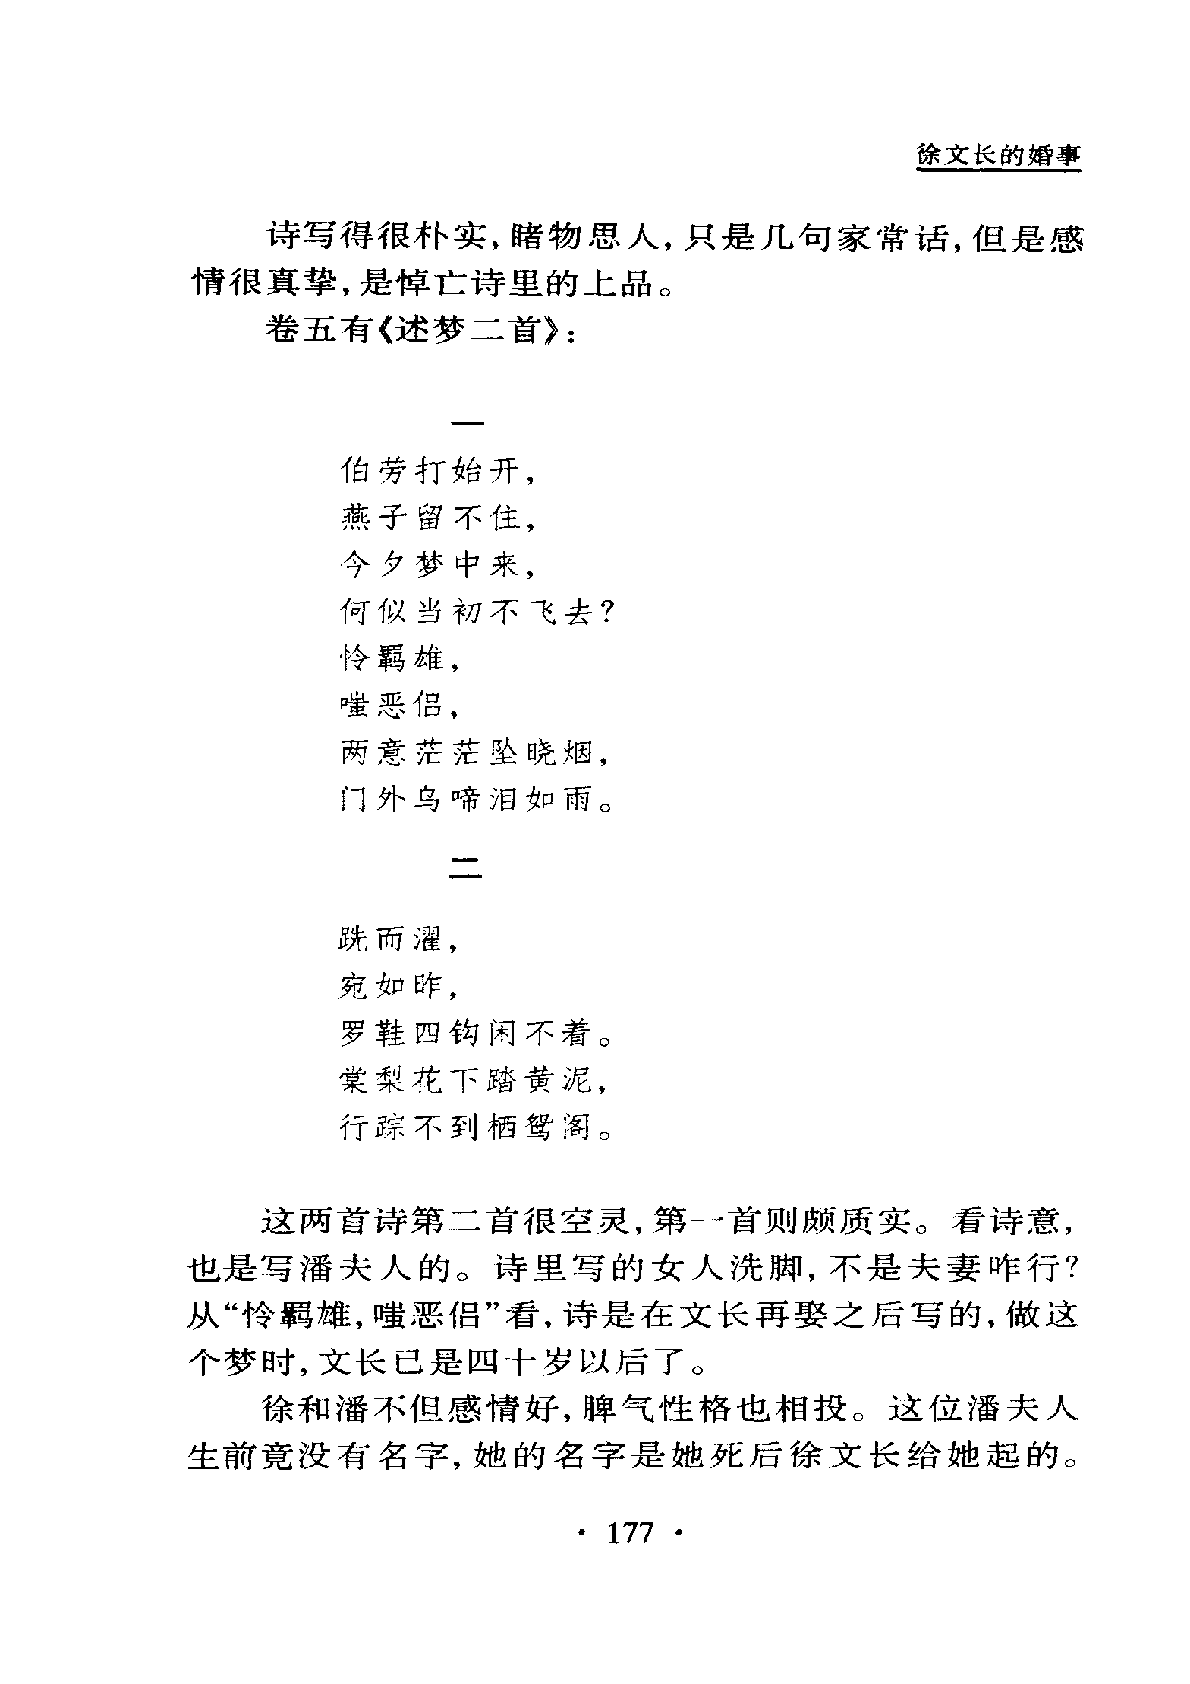 徐文长的婚事
诗写得很朴实,睹物思人,只是几句家常话,但是感
情很真挚,是悼亡诗里的上品。
卷五有《述梦二首》:
一
伯劳打始开,
燕子留不住,
今夕梦中来,
何似当初不飞去?
怜羁雄,
嗤恶侣,
两意茫茫坠晓烟,
门外乌啼泪如雨。
二
跣而濯,
宛如昨,
罗鞋四钩闲不着。
棠梨花下踏黄泥,
行踪不到栖鸳阁。
这两首诗第二首很空灵,第一首则颇质实。看诗意,
也是写潘夫人的。诗里写的女人洗脚,不是夫妻咋行?
从“怜羁雄,嗤恶侣”看,诗是在文长再娶之后写的,做这
个梦时,文长已是四十岁以后了。
徐和潘不但感情好,脾气性格也相投。这位潘夫人
生前竟没有名字,她的名字是她死后徐文长给她起的。
· 177 ·